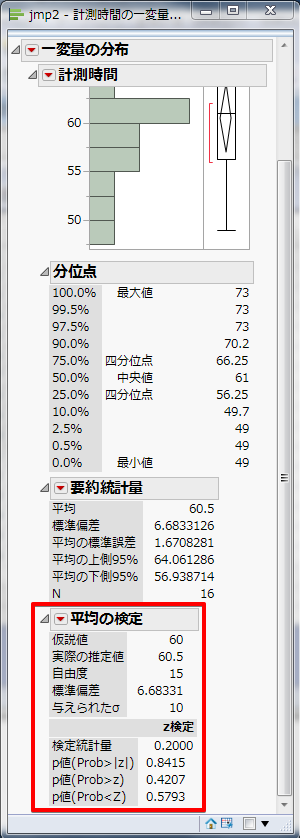 jmp2 - 計測時間の一変量...
一変量の分布
計測時間
60
55
50
分位点
100.0% 最大値 73
99.5% 73
97.5% 73
90.0% 70.2
75.0% 四分位点 66.25
50.0% 中央値 61
25.0% 四分位点 56.25
10.0% 49.7
2.5% 49
0.5% 49
0.0% 最小値 49
要約統計量
平均 60.5
標準偏差 6.6833126
平均の標準誤差 1.6708281
平均の上側95% 64.061286
平均の下側95% 56.938714
N 16
平均の検定
仮説値 60
実際の推定値 60.5
自由度 15
標準偏差 6.68331
与えられたσ 10
z検定
検定統計量 0.2000
p値(Prob>|z|) 0.8415
p値(Prob>z) 0.4207
p値(Prob<Z) 0.5793